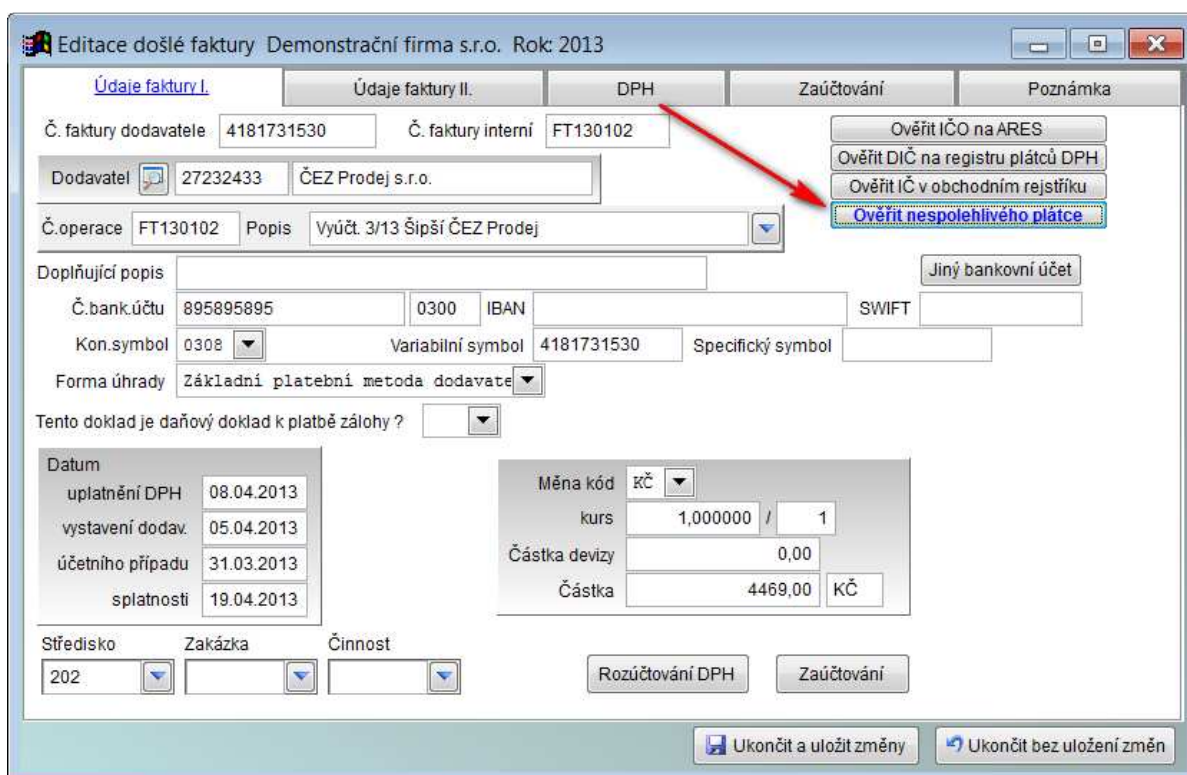 Editace došlé faktury Demonstrační firma s.r.o. Rok: 2013
Údaje faktury I. Údaje faktury II. DPH Zaúčtování Poznámka
Č. faktury dodavatele 4181731530 Č. faktury interní FT130102 Ověřit IČO na ARES
Ověřit DIČ na registru plátců DPH
Dodavatel 27232433 ČEZ Prodej s.r.o. Ověřit IČ v obchodním rejstříku
Ověřit nespolehlivého plátce
Č.operace FT130102 Popis Vyúčt. 3/13 Šipší ČEZ Prodej
Doplňující popis Jiný bankovní účet
Č.bank.účtu 895895895 0300 IBAN SWIFT
Kon.symbol 0308 Variabilní symbol 4181731530 Specifický symbol
Forma úhrady Základní platební metoda dodavate
Tento doklad je daňový doklad k platbě zálohy ?
Datum
uplatnění DPH 08.04.2013
vystavení dodav. 05.04.2013
účetního případu 31.03.2013
splatnosti 19.04.2013
Měna kód KČ
kurs 1,000000 / 1
Částka devizy 0,00
Částka 4469,00 KČ
Středisko Zakázka Činnost
202 Rozúčtování DPH Zaúčtování
Ukončit a uložit změny Ukončit bez uložení změn